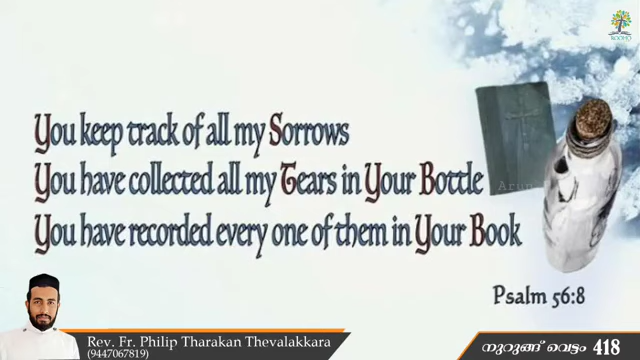 ROOHO
You keep track of all my Sorrows
You have collected all my Tears in Your Bottle
You have recorded every one of them in Your Book
Psalm 56:8
Rev. Fr. Philip Tharakan Thevalakkara
(9447067819)
നുറുങ്ങ് വെട്ടം 418